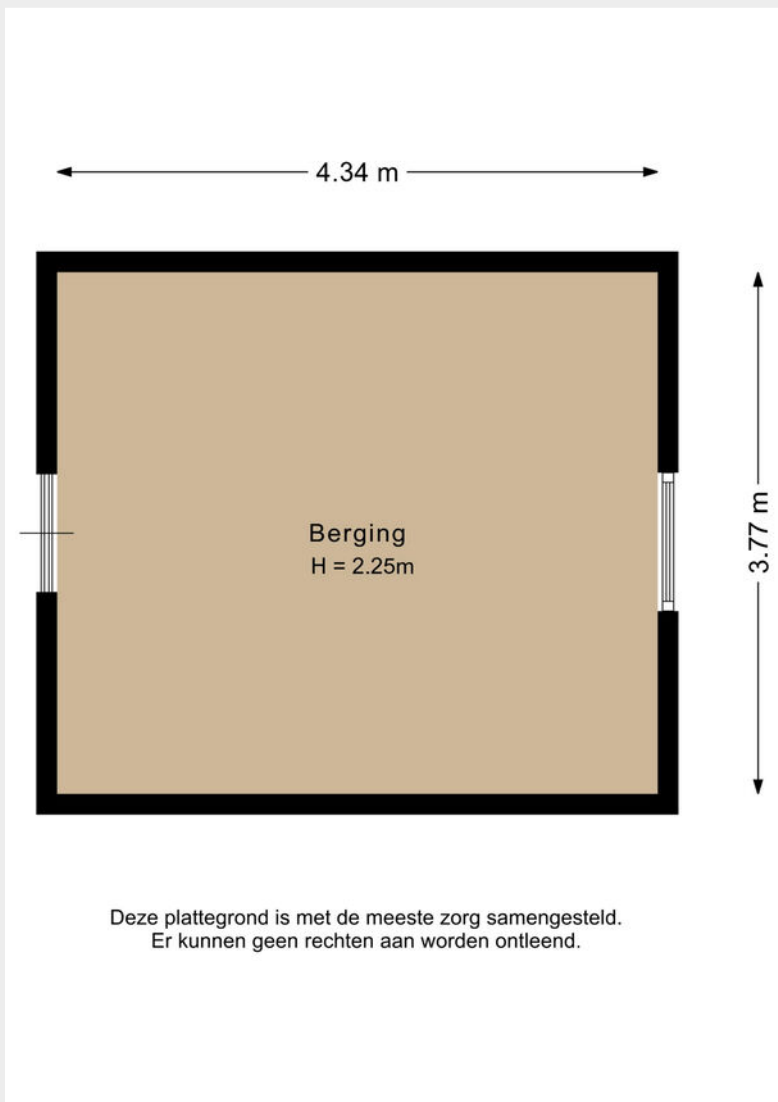 4.34 m
3.77 m
Berging
H = 2.25m
Deze plattegrond is met de meeste zorg samengesteld.
Er kunnen geen rechten aan worden ontleend.